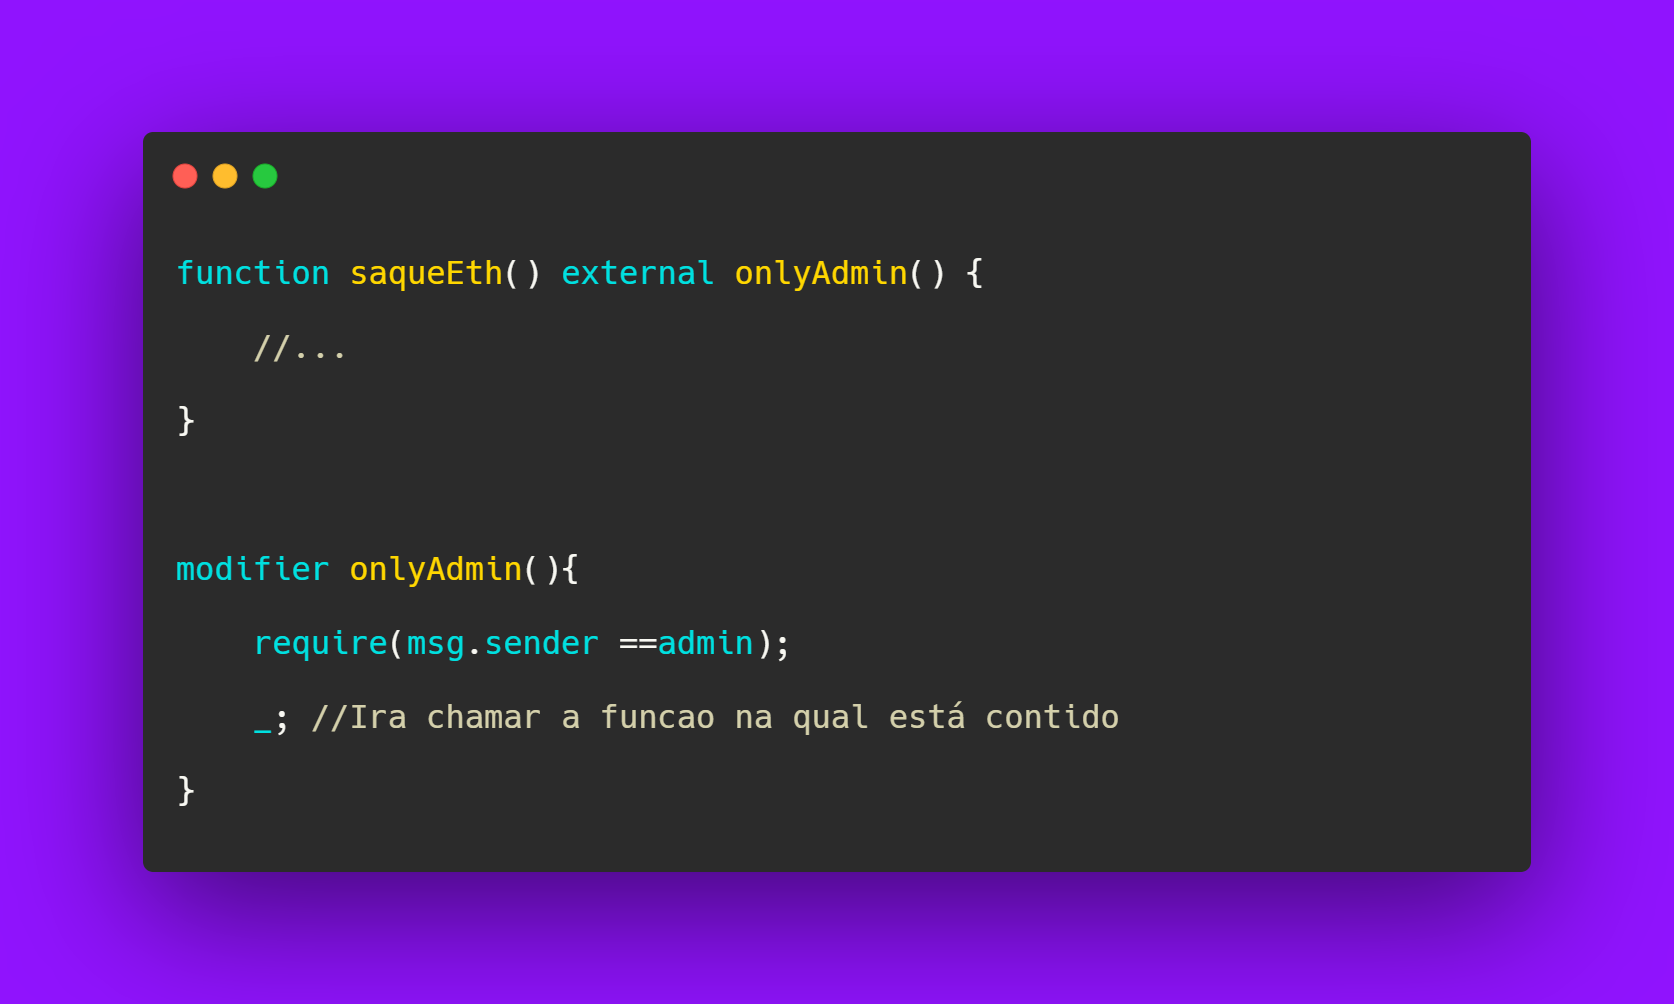 function saqueEth() external onlyAdmin() {
    //...
}
modifier onlyAdmin(){
    require(msg.sender ==admin);
    _; //Ira chamar a funcao na qual está contido
}